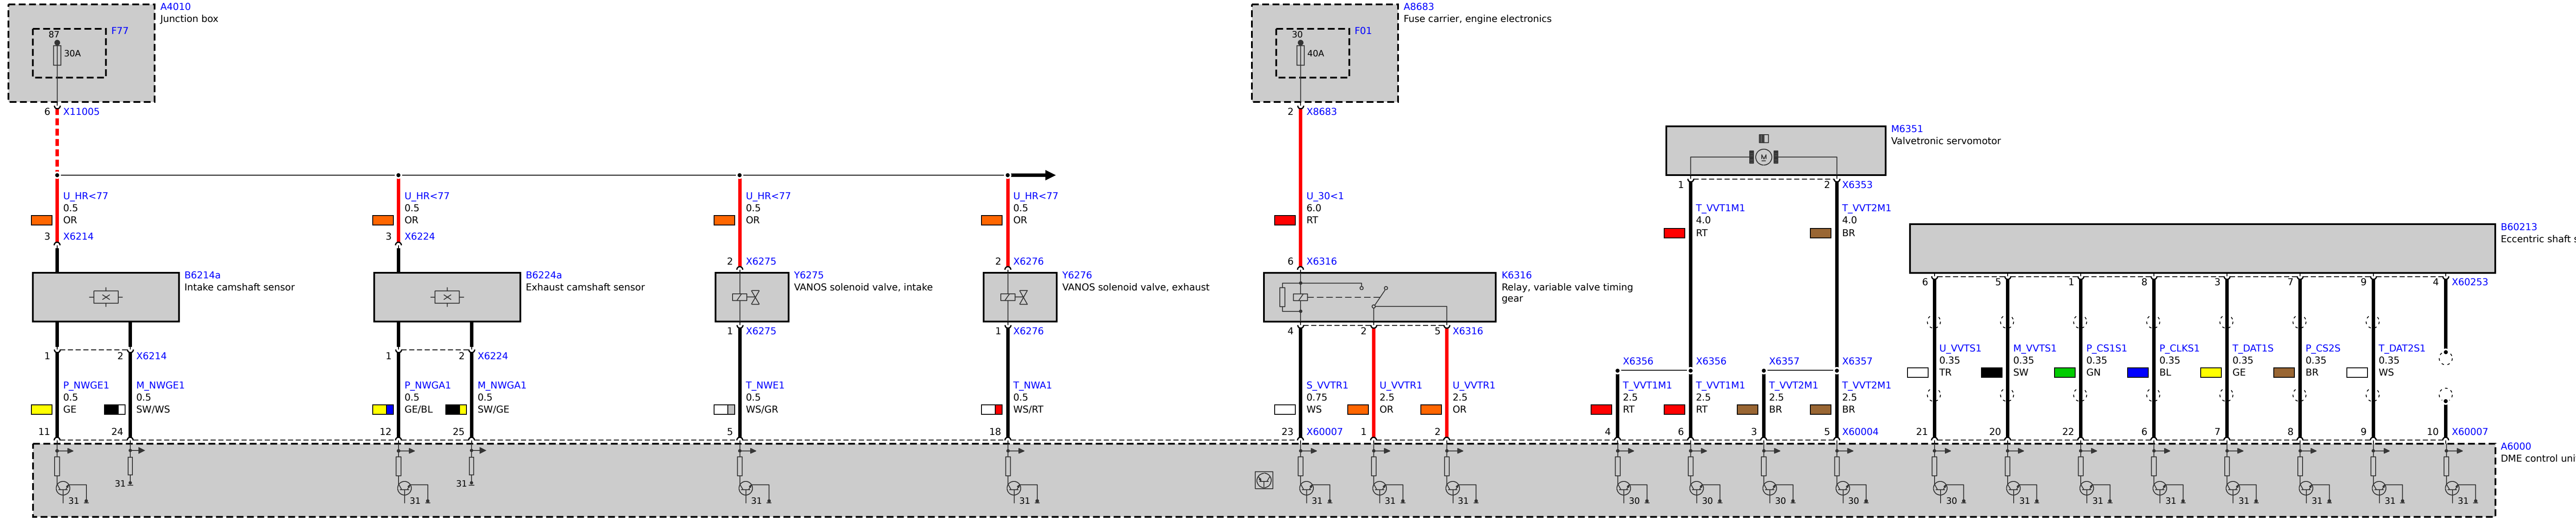 A4010
Junction box
87
F77
30A
6 X11005
A8683
Fuse carrier, engine electronics
30
F01
40A
2 X8683
M6351
Valvetronic servomotor
M
1 2 X6353
U_HR<77
0.5
OR
3 X6214
U_HR<77
0.5
OR
3 X6224
U_HR<77
0.5
OR
2 X6275
U_HR<77
0.5
OR
2 X6276
U_30<1
6.0
RT
6 X6316
T_VVT1M1
4.0
RT
T_VVT2M1
4.0
BR
B60213
Eccentric shaft s
B6214a
Intake camshaft sensor
B6224a
Exhaust camshaft sensor
Y6275
VANOS solenoid valve, intake
Y6276
VANOS solenoid valve, exhaust
K6316
Relay, variable valve timing
gear
6 5 1 8 3 7 9 4 X60253
1 2 X6214
1 2 X6224
1 X6275
1 X6276
4 2 5 X6316
X6356 X6356 X6357 X6357
P_NWGE1
0.5
GE
M_NWGE1
0.5
SW/WS
P_NWGA1
0.5
GE/BL
M_NWGA1
0.5
SW/GE
T_NWE1
0.5
WS/GR
T_NWA1
0.5
WS/RT
S_VVTR1
0.75
WS
U_VVTR1
2.5
OR
U_VVTR1
2.5
OR
T_VVT1M1
2.5
RT
T_VVT1M1
2.5
RT
T_VVT2M1
2.5
BR
T_VVT2M1
2.5
BR
U_VVTS1
0.35
TR
M_VVTS1
0.35
SW
P_CS1S1
0.35
GN
P_CLKS1
0.35
BL
T_DAT1S
0.35
GE
P_CS2S
0.35
BR
T_DAT2S1
0.35
WS
11 24 12 25 5 18 23 X60007 1 2 4 6 3 5 X60004 21 20 22 6 7 8 9 10 X60007
A6000
DME control uni
31 31 31 31 31 31 31 31 31 30 30 30 30 30 31 31 31 31 31 31 31